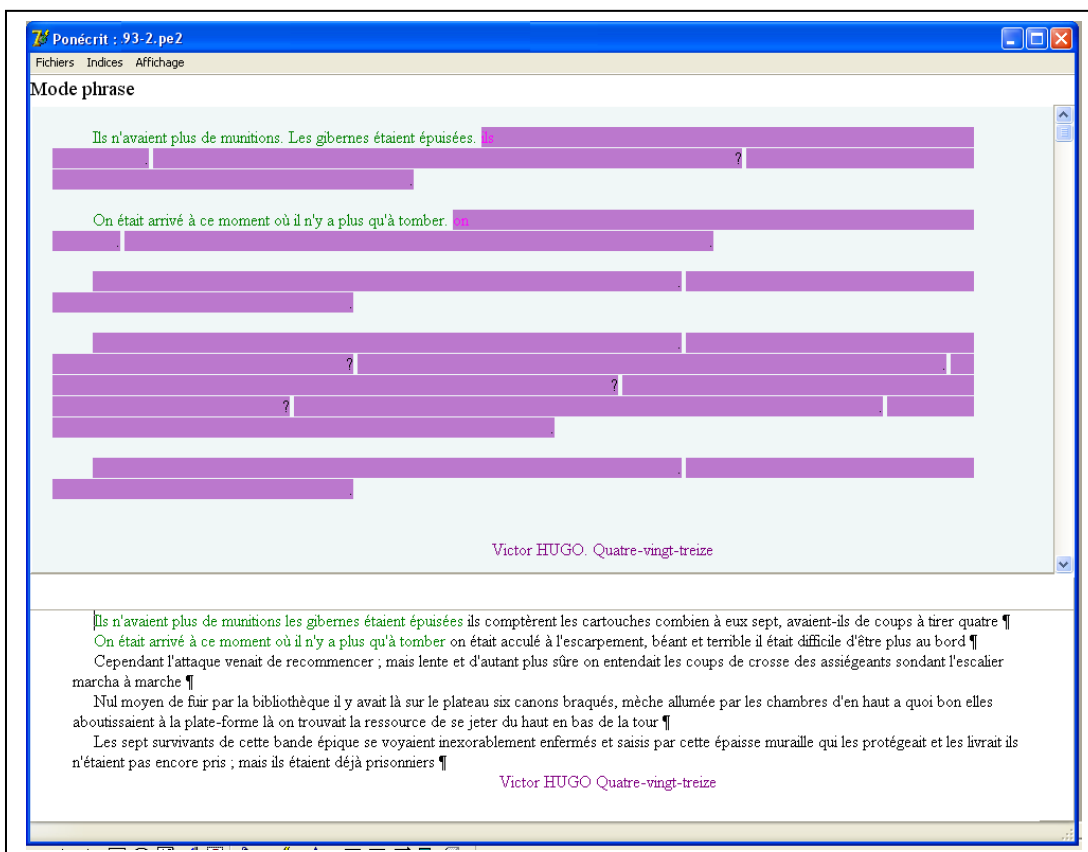 Ponécrit : .93-2.pe2
Fichiers Indices Affichage
Mode phrase
Ils n'avaient plus de munitions. Les gibernes étaient épuisées. ils
. ?
.
On était arrivé à ce moment où il n'y a plus qu'à tomber. on
. .
.
.
.
? .
?
? .
.
.
.
Victor HUGO. Quatre-vingt-treize
Ils n'avaient plus de munitions les gibernes étaient épuisées ils comptèrent les cartouches combien à eux sept, avaient-ils de coups à tirer quatre ¶
On était arrivé à ce moment où il n'y a plus qu'à tomber on était acculé à l'escarpement, béant et terrible il était difficile d'être plus au bord ¶
Cependant l'attaque venait de recommencer ; mais lente et d'autant plus sûre on entendait les coups de crosse des assiégeants sondant l'escalier
marcha à marche ¶
Nul moyen de fuir par la bibliothèque il y avait là sur le plateau six canons braqués, mèche allumée par les chambres d'en haut a quoi bon elles
aboutissaient à la plate-forme là on trouvait la ressource de se jeter du haut en bas de la tour ¶
Les sept survivants de cette bande épique se voyaient inexorablement enfermés et saisis par cette épaisse muraille qui les protégeait et les livrait ils
n'étaient pas encore pris ; mais ils étaient déjà prisonniers ¶
Victor HUGO Quatre-vingt-treize